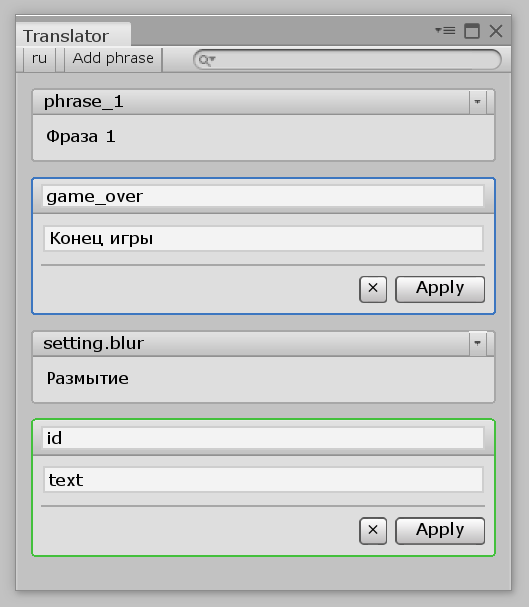 Translator
ru Add phrase
phrase_1
Фраза 1
game_over
Конец игры
× Apply
setting.blur
Размытие
id
text
× Apply